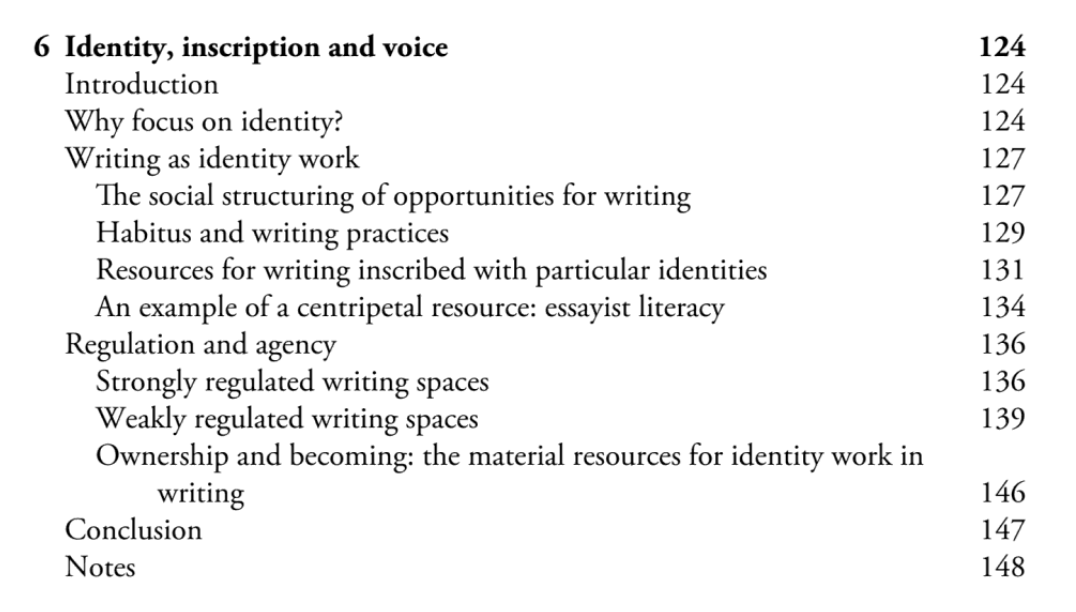 6 Identity, inscription and voice 124
Introduction 124
Why focus on identity? 124
Writing as identity work 127
The social structuring of opportunities for writing 127
Habitus and writing practices 129
Resources for writing inscribed with particular identities 131
An example of a centripetal resource: essayist literacy 134
Regulation and agency 136
Strongly regulated writing spaces 136
Weakly regulated writing spaces 139
Ownership and becoming: the material resources for identity work in
writing 146
Conclusion 147
Notes 148